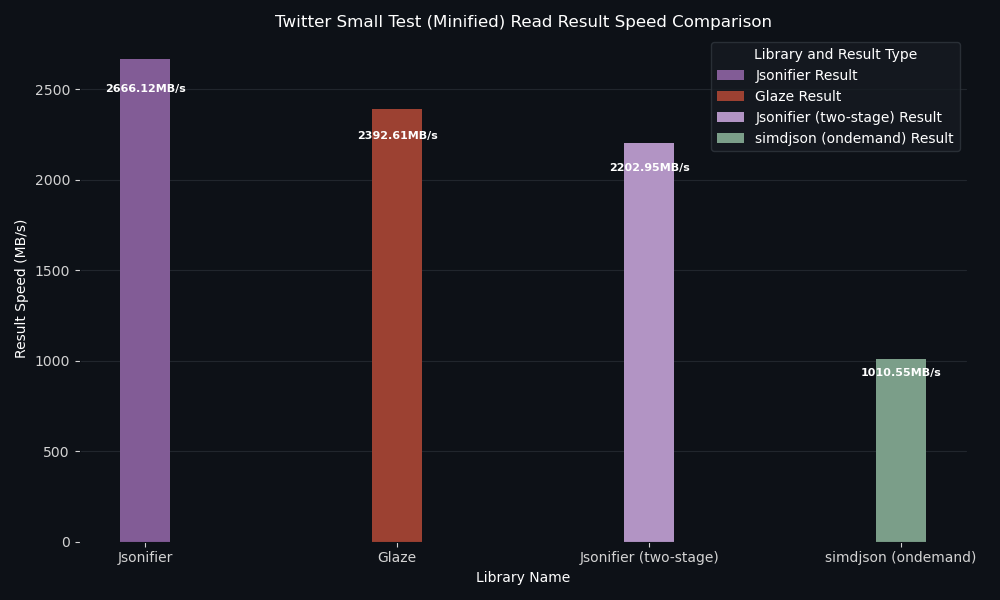 Twitter Small Test (Minified) Read Result Speed Comparison
Library and Result Type
Jsonifier Result
Glaze Result
Jsonifier (two-stage) Result
simdjson (ondemand) Result
2666.12MB/s
2392.61MB/s
2202.95MB/s
1010.55MB/s
Result Speed (MB/s)
2500
2000
1500
1000
500
0
Jsonifier
Glaze
Jsonifier (two-stage)
simdjson (ondemand)
Library Name